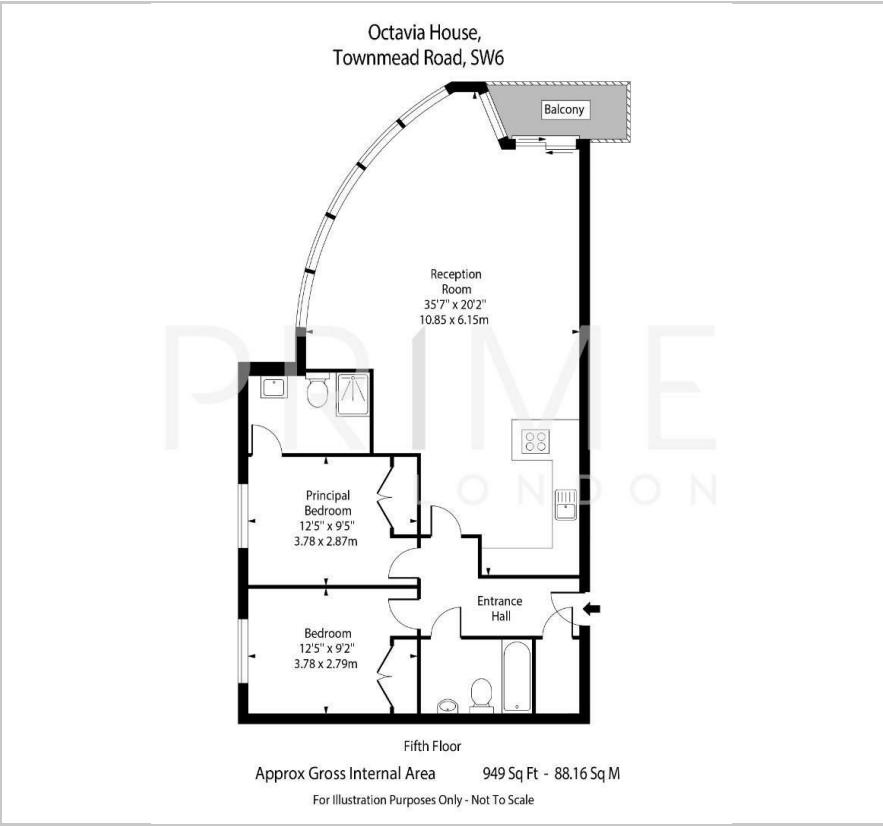 Octavia House,
Townmead Road, SW6
Balcony
Reception
Room
35'7" x 20'2"
10.85 x 6.15m
PRIME
LONDON
Principal
Bedroom
12'5" x 9'5"
3.78 x 2.87m
Entrance
Hall
Bedroom
12'5" x 9'2"
3.78 x 2.79m
Fifth Floor
Approx Gross Internal Area 949 Sq Ft - 88.16 Sq M
For Illustration Purposes Only - Not To Scale